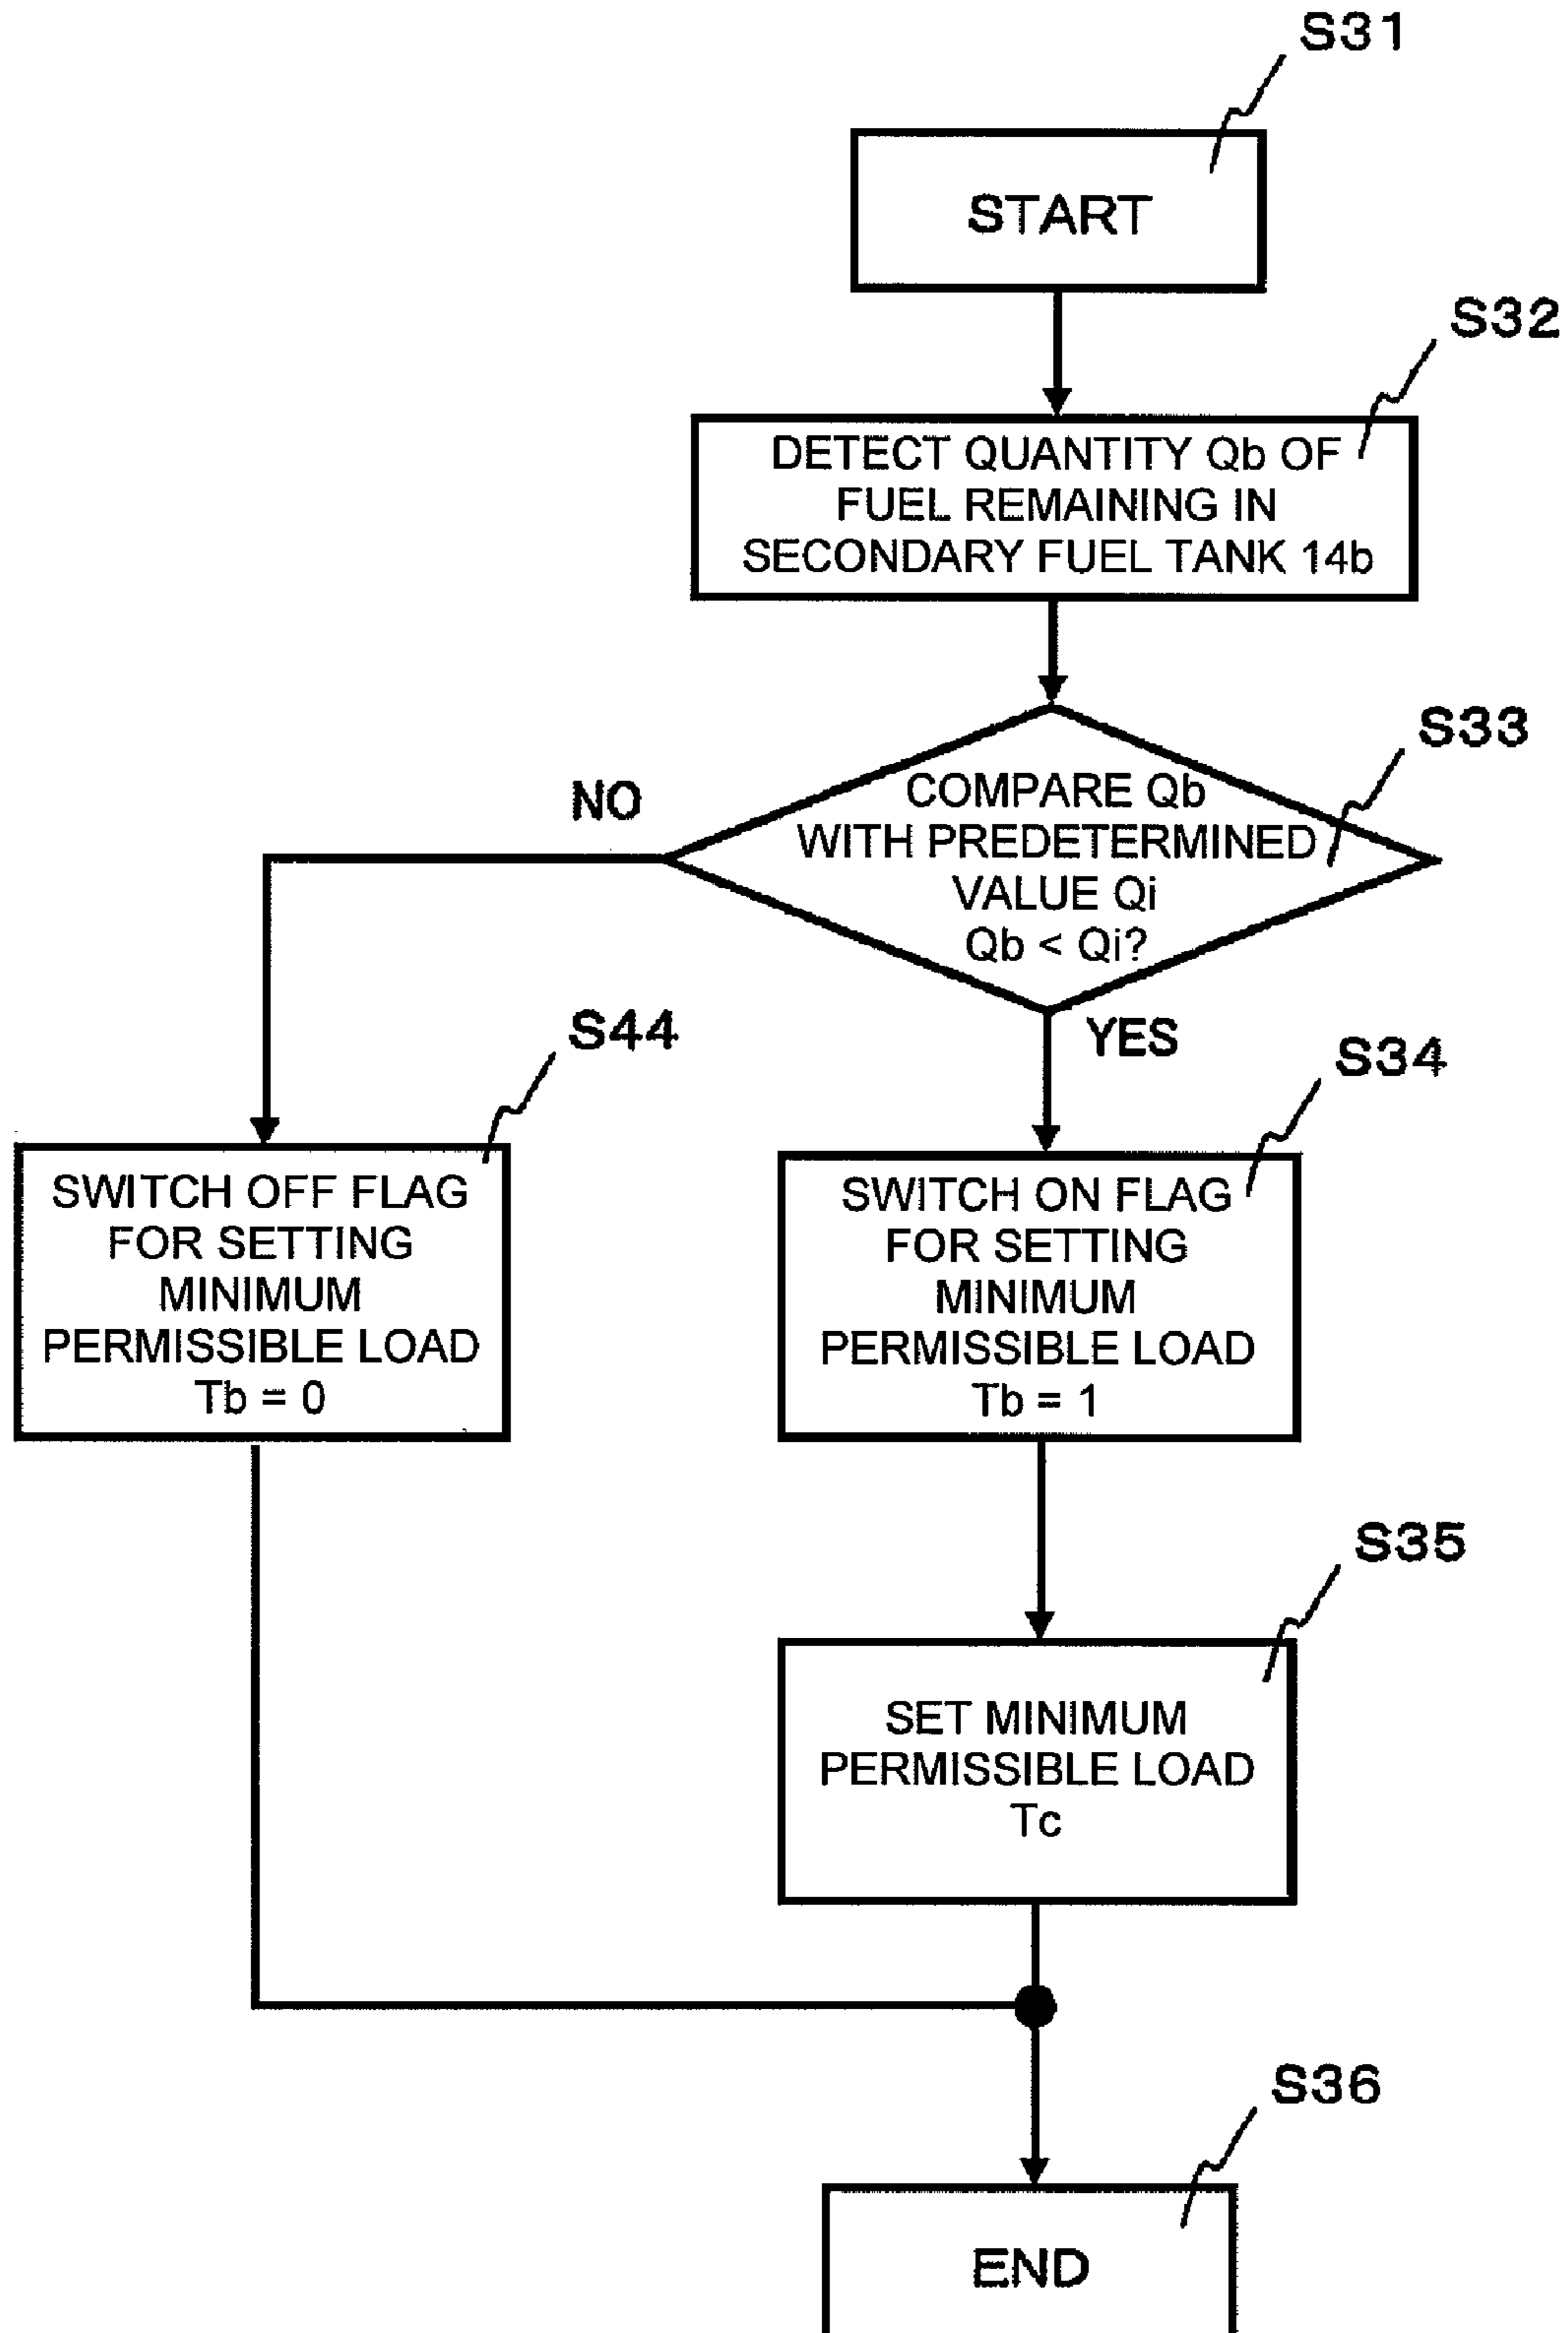 S31
START
S32
DETECT QUANTITY Qb OF
FUEL REMAINING IN
SECONDARY FUEL TANK 14b
S33
COMPARE Qb
WITH PREDETERMINED
VALUE Qi
Qb < Qi?
NO
YES
S44
SWITCH OFF FLAG
FOR SETTING
MINIMUM
PERMISSIBLE LOAD
Tb = 0
S34
SWITCH ON FLAG
FOR SETTING
MINIMUM
PERMISSIBLE LOAD
Tb = 1
S35
SET MINIMUM
PERMISSIBLE LOAD
Tc
S36
END